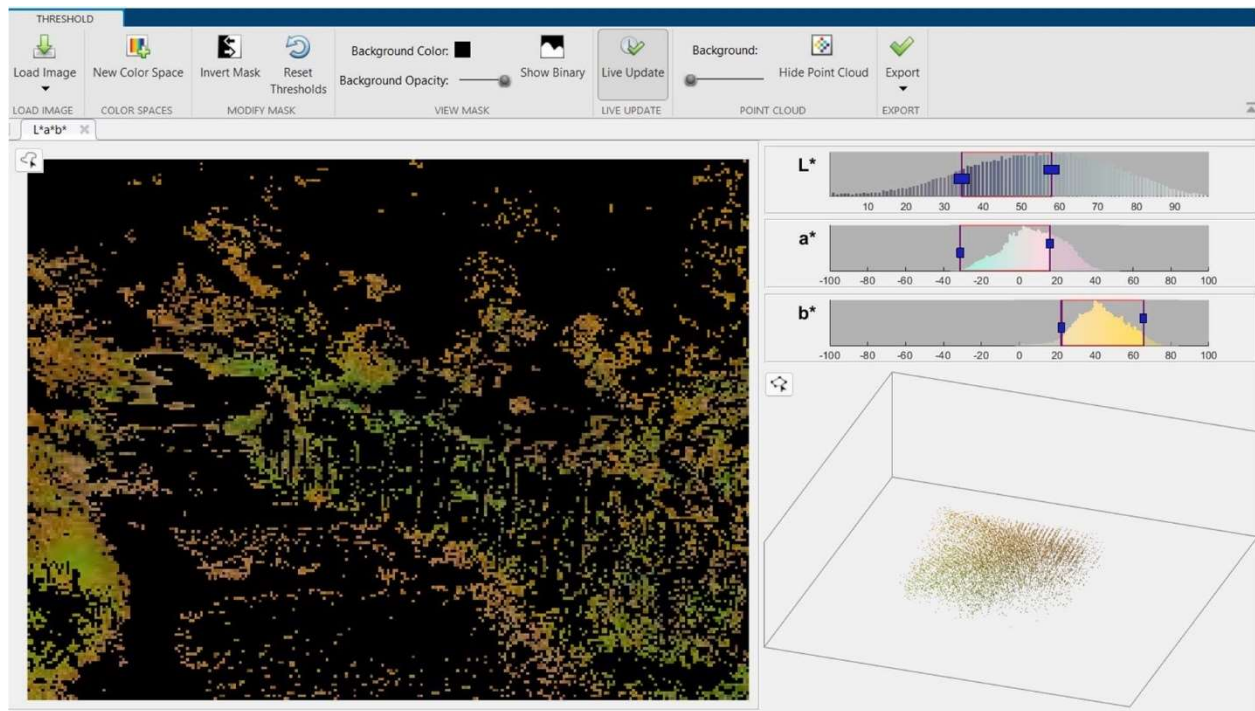 THRESHOLD
Load Image
New Color Space
Invert Mask
Reset
Thresholds
Background Color:
Background Opacity:
Show Binary
Live Update
Background:
Hide Point Cloud
Export
LOAD IMAGE
COLOR SPACES
MODIFY MASK
VIEW MASK
LIVE UPDATE
POINT CLOUD
EXPORT
L*a*b*
L*
10 20 30 40 50 60 70 80 90
a*
-100 -80 -60 -40 -20 0 20 40 60 80 100
b*
-100 -80 -60 -40 -20 0 20 40 60 80 100